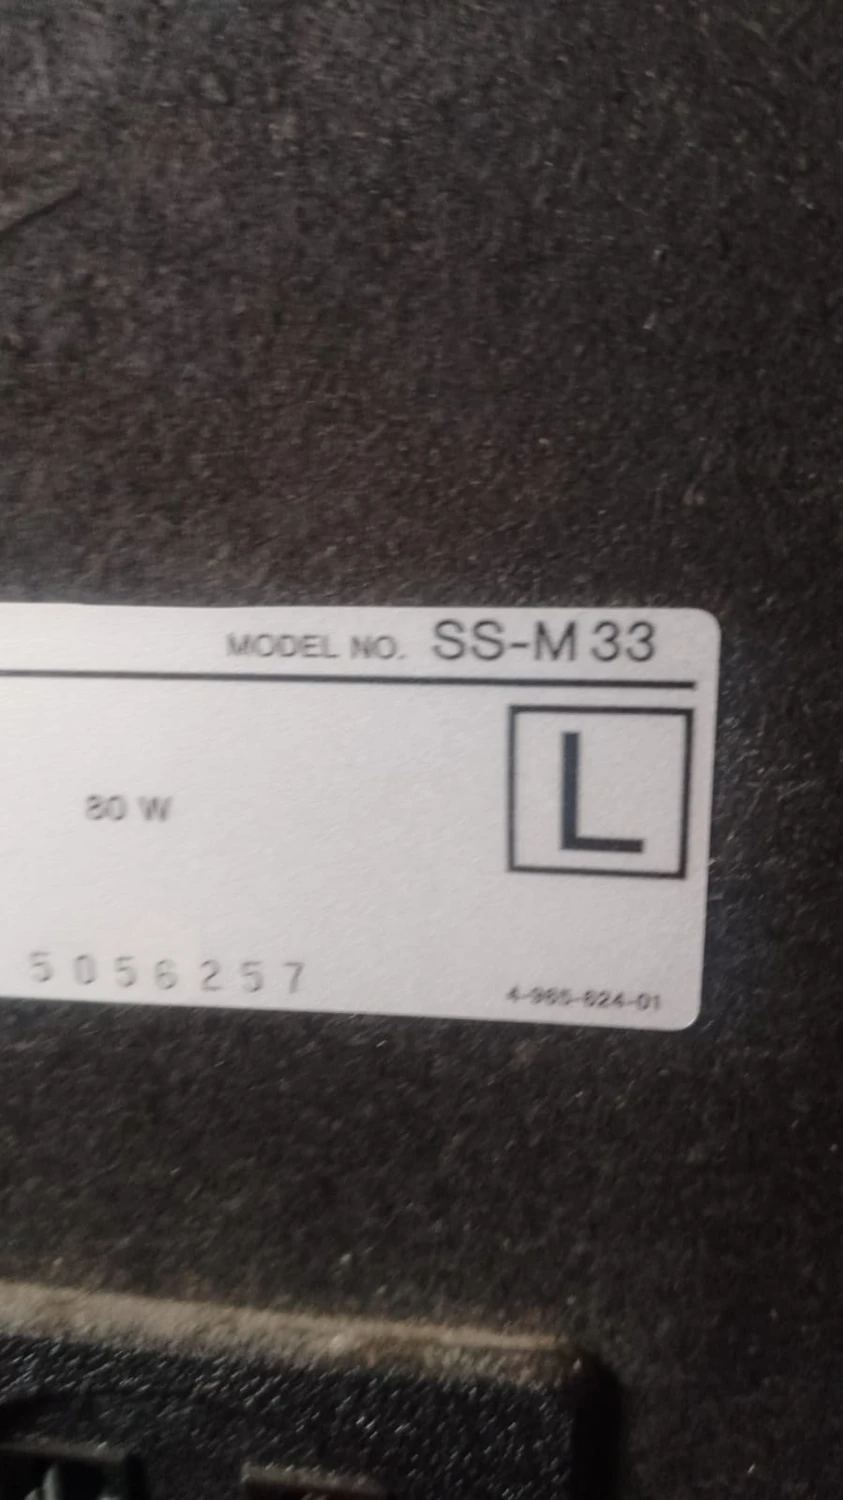 MODEL NO. SS-M33
L
80 W
5056257
4-965-624-01